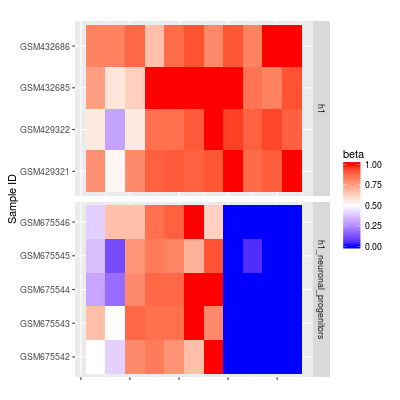 GSM432686
GSM432685
GSM429322
GSM429321
h1
GSM675546
GSM675545
GSM675544
GSM675543
GSM675542
h1_neuronal_progenitors
Sample ID
beta
1.00
0.75
0.50
0.25
0.00